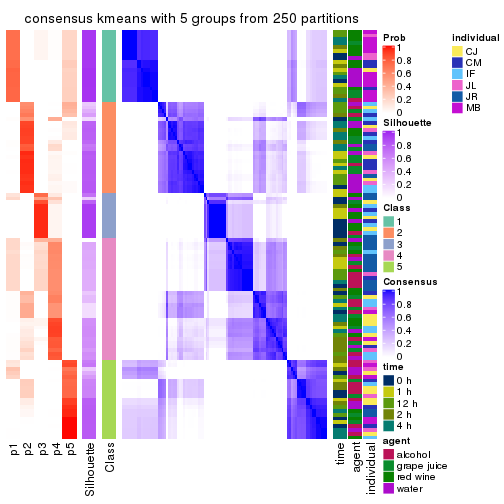 consensus kmeans with 5 groups from 250 partitions
Prob
1
0.8
0.6
0.4
0.2
0
Silhouette
1
0.8
0.6
0.4
0.2
0
Class
1
2
3
4
5
Consensus
1
0.8
0.6
0.4
0.2
0
time
0 h
1 h
12 h
2 h
4 h
agent
alcohol
grape juice
red wine
water
individual
CJ
CM
IF
JL
JR
MB
p1
p2
p3
p4
p5
Silhouette
Class
time
agent
individual